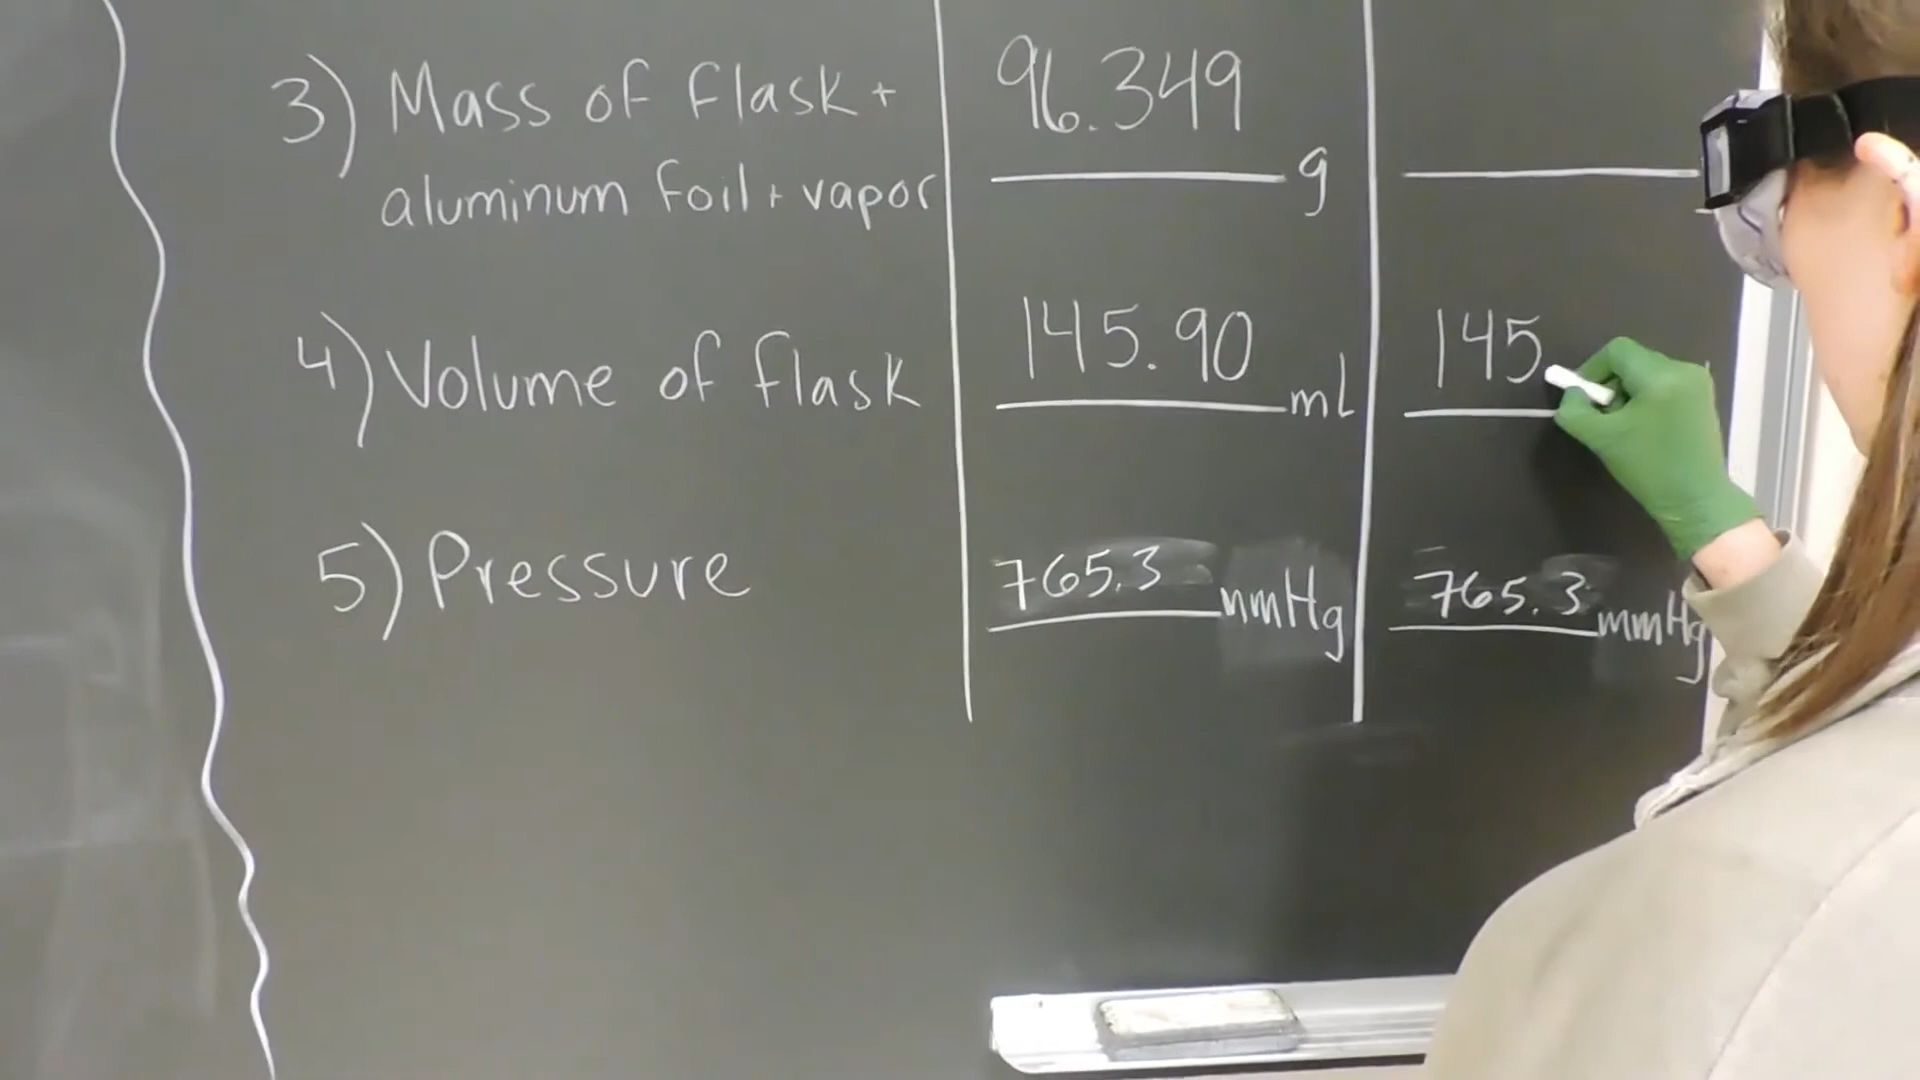 3) Mass of flask + 96.349
aluminum foil + vapor g
4) Volume of flask 145.90 mL 145.
5) Pressure 765.3 mmHg 765.3 mmHg